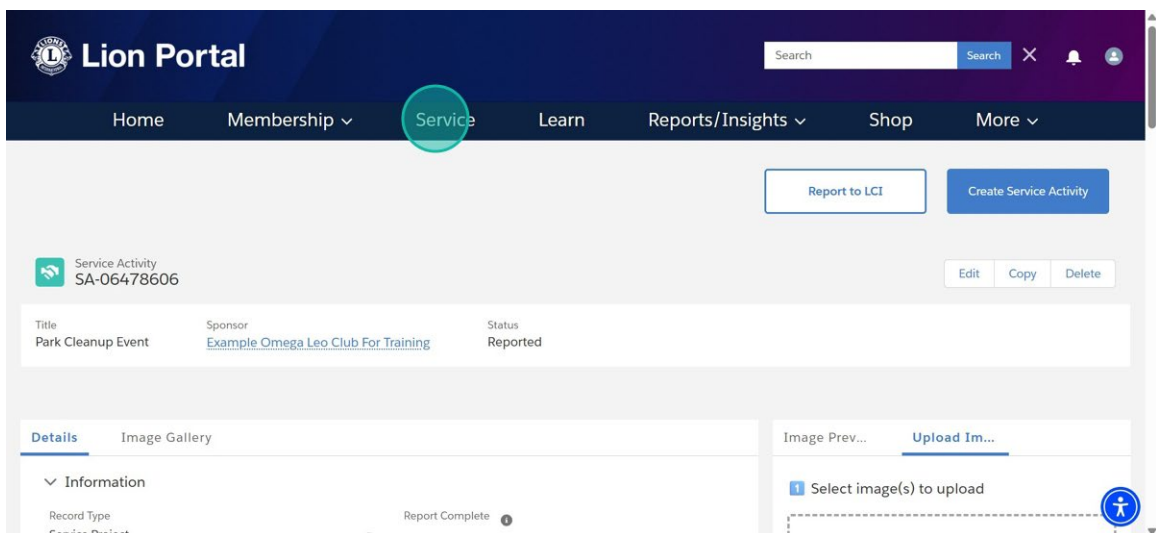 Lion Portal
Search
Search
Home Membership Service Learn Reports/Insights Shop More
Report to LCI
Create Service Activity
Service Activity
SA-06478606
Edit Copy Delete
Title Sponsor Status
Park Cleanup Event Example Omega Leo Club For Training Reported
Details Image Gallery
Image Prev... Upload Im...
Information
1 Select image(s) to upload
Record Type Report Complete
Service Project